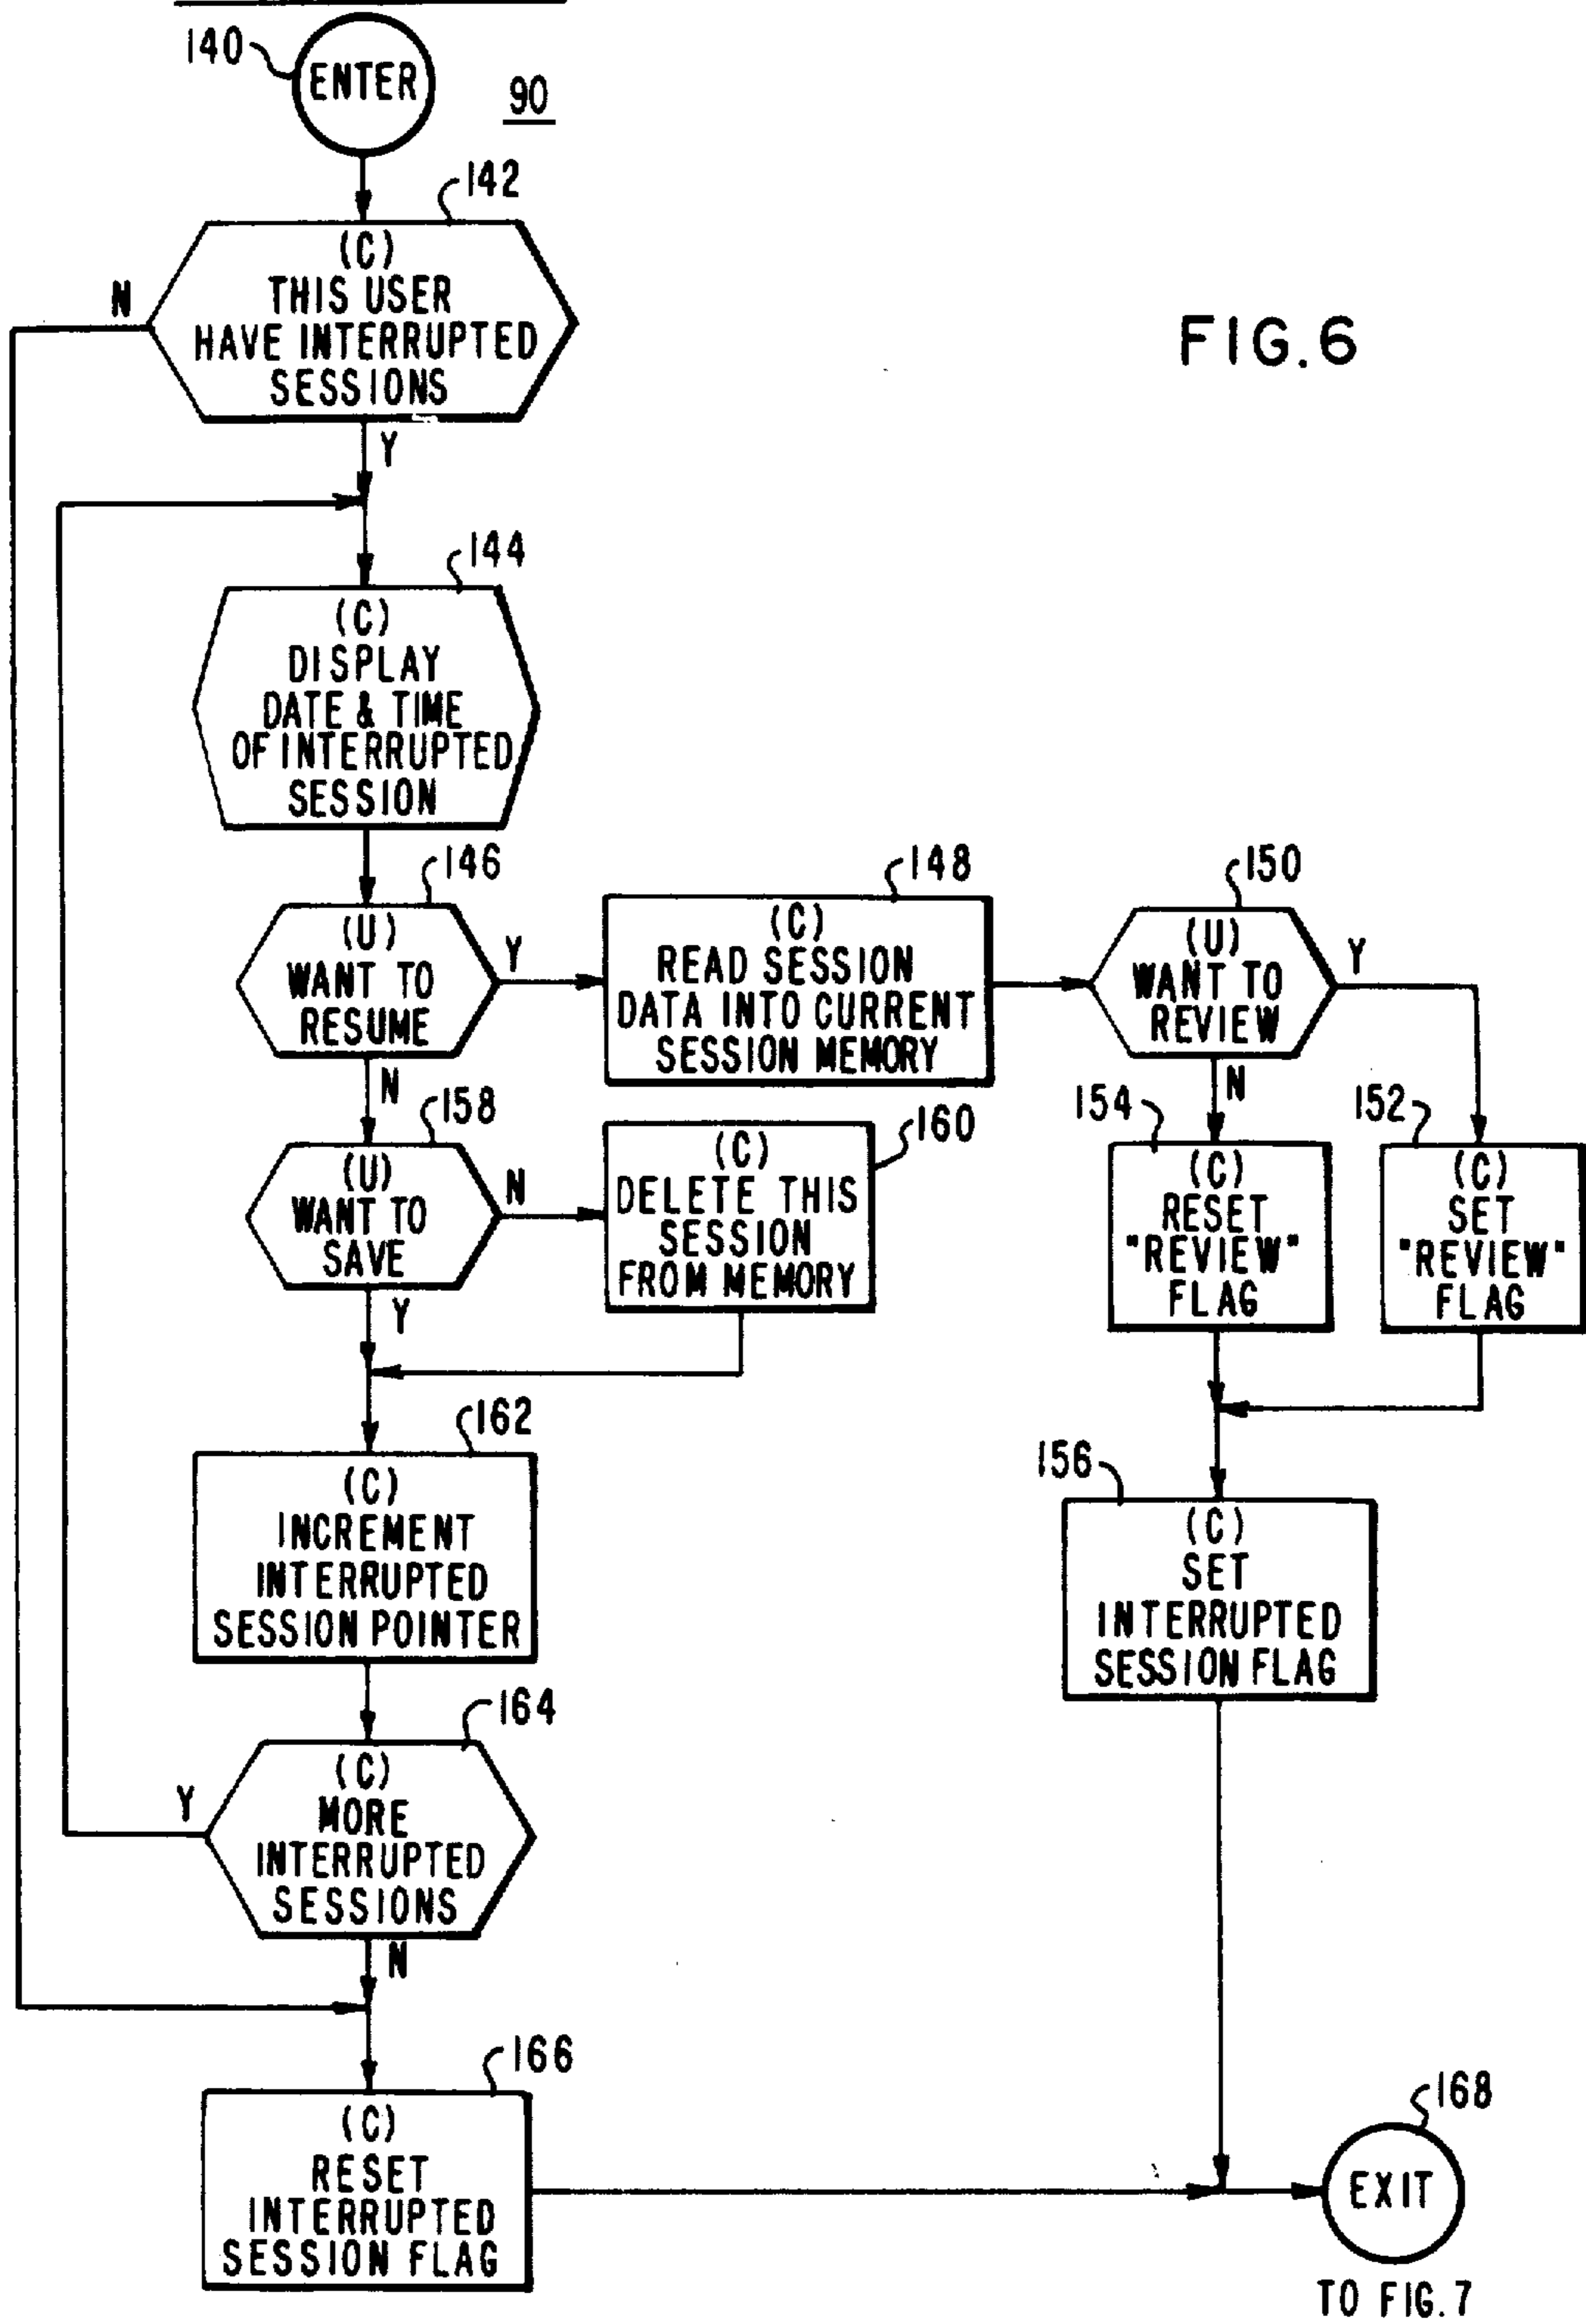 140
ENTER
90
142
(C)
THIS USER
HAVE INTERRUPTED
SESSIONS
N
Y
FIG.6
144
(C)
DISPLAY
DATE & TIME
OF INTERRUPTED
SESSION
146
(U)
WANT TO
RESUME
Y
N
148
(C)
READ SESSION
DATA INTO CURRENT
SESSION MEMORY
150
(U)
WANT TO
REVIEW
Y
N
158
(U)
WANT TO
SAVE
N
Y
160
(C)
DELETE THIS
SESSION
FROM MEMORY
154
(C)
RESET
"REVIEW"
FLAG
152
(C)
SET
"REVIEW"
FLAG
162
(C)
INCREMENT
INTERRUPTED
SESSION POINTER
156
(C)
SET
INTERRUPTED
SESSION FLAG
164
(C)
MORE
INTERRUPTED
SESSIONS
Y
N
166
(C)
RESET
INTERRUPTED
SESSION FLAG
168
EXIT
TO FIG. 7